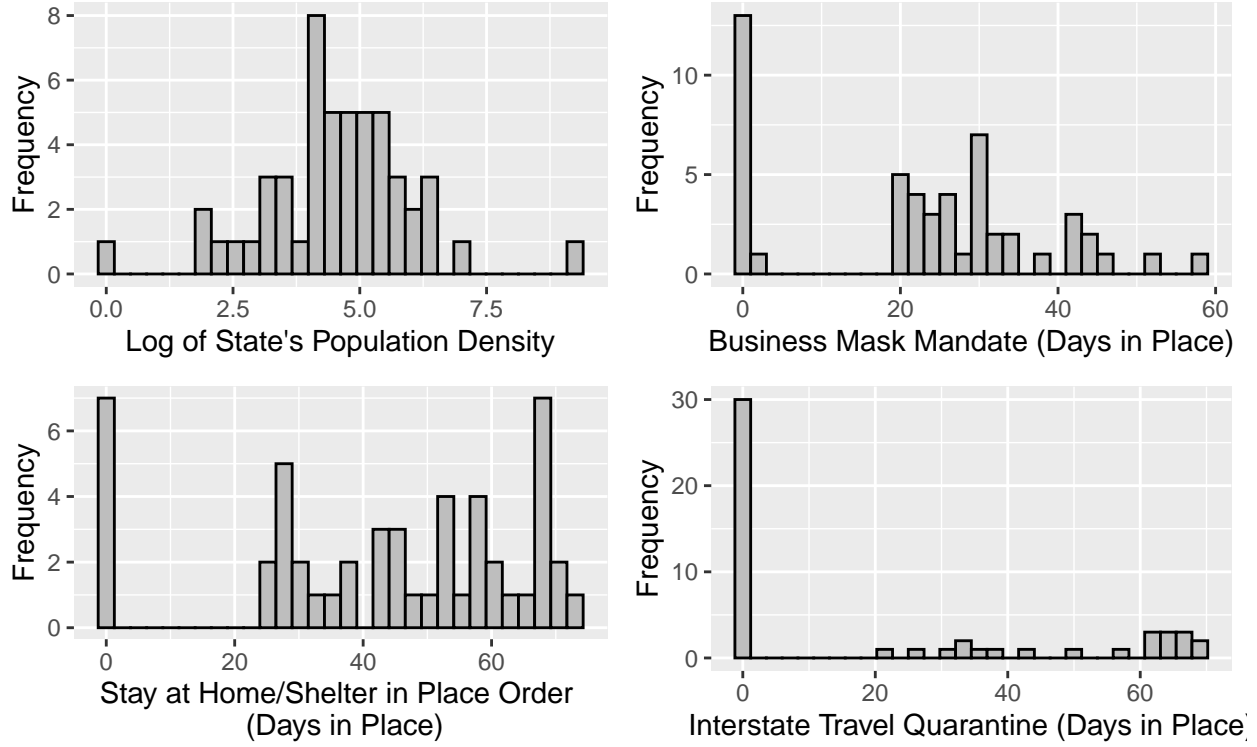 8
6
4
2
0
Frequency
0.0 2.5 5.0 7.5
Log of State's Population Density
10
5
0
Frequency
0 20 40 60
Business Mask Mandate (Days in Place)
6
4
2
0
Frequency
0 20 40 60
Stay at Home/Shelter in Place Order
(Days in Place)
30
20
10
0
Frequency
0 20 40 60
Interstate Travel Quarantine (Days in Place)